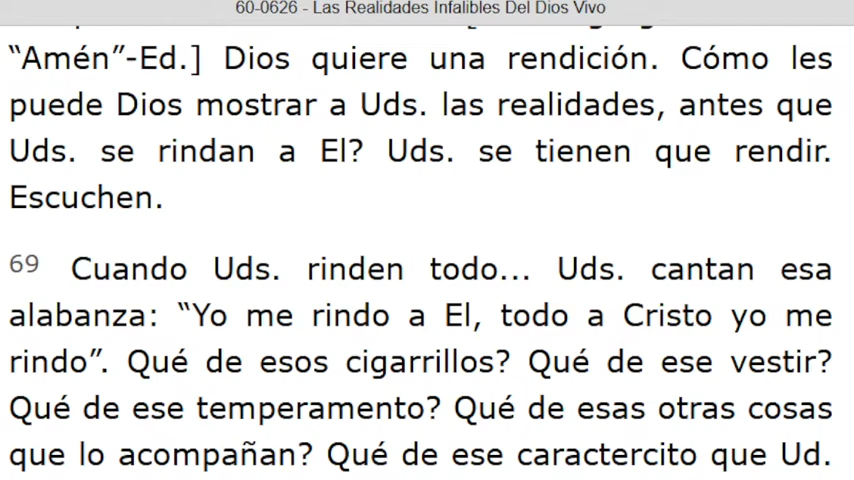 60-0626 - Las Realidades Infalibles Del Dios Vivo
“Amén”-Ed.] Dios quiere una rendición. Cómo les
puede Dios mostrar a Uds. las realidades, antes que
Uds. se rindan a El? Uds. se tienen que rendir.
Escuchen.
69 Cuando Uds. rinden todo... Uds. cantan esa
alabanza: “Yo me rindo a El, todo a Cristo yo me
rindo”. Qué de esos cigarrillos? Qué de ese vestir?
Qué de ese temperamento? Qué de esas otras cosas
que lo acompañan? Qué de ese caractercito que Ud.